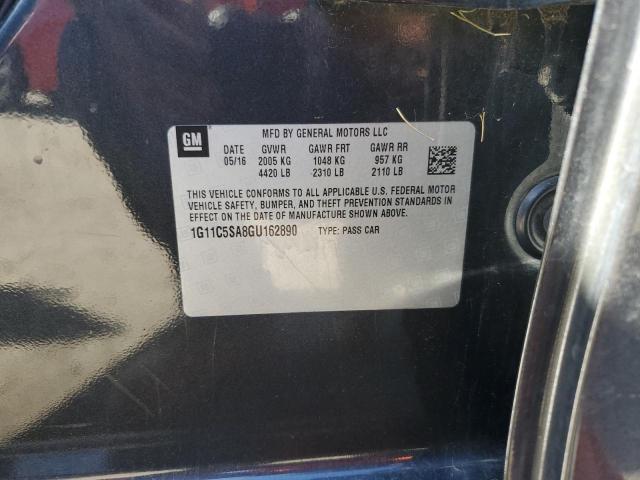 GM MFD BY GENERAL MOTORS LLC
DATE GVWR GAWR FRT GAWR RR
05/16 2005 KG 1048 KG 957 KG
4420 LB 2310 LB 2110 LB
THIS VEHICLE CONFORMS TO ALL APPLICABLE U.S. FEDERAL MOTOR
VEHICLE SAFETY, BUMPER, AND THEFT PREVENTION STANDARDS IN
EFFECT ON THE DATE OF MANUFACTURE SHOWN ABOVE.
1G11C5SA8GU162890 TYPE: PASS CAR